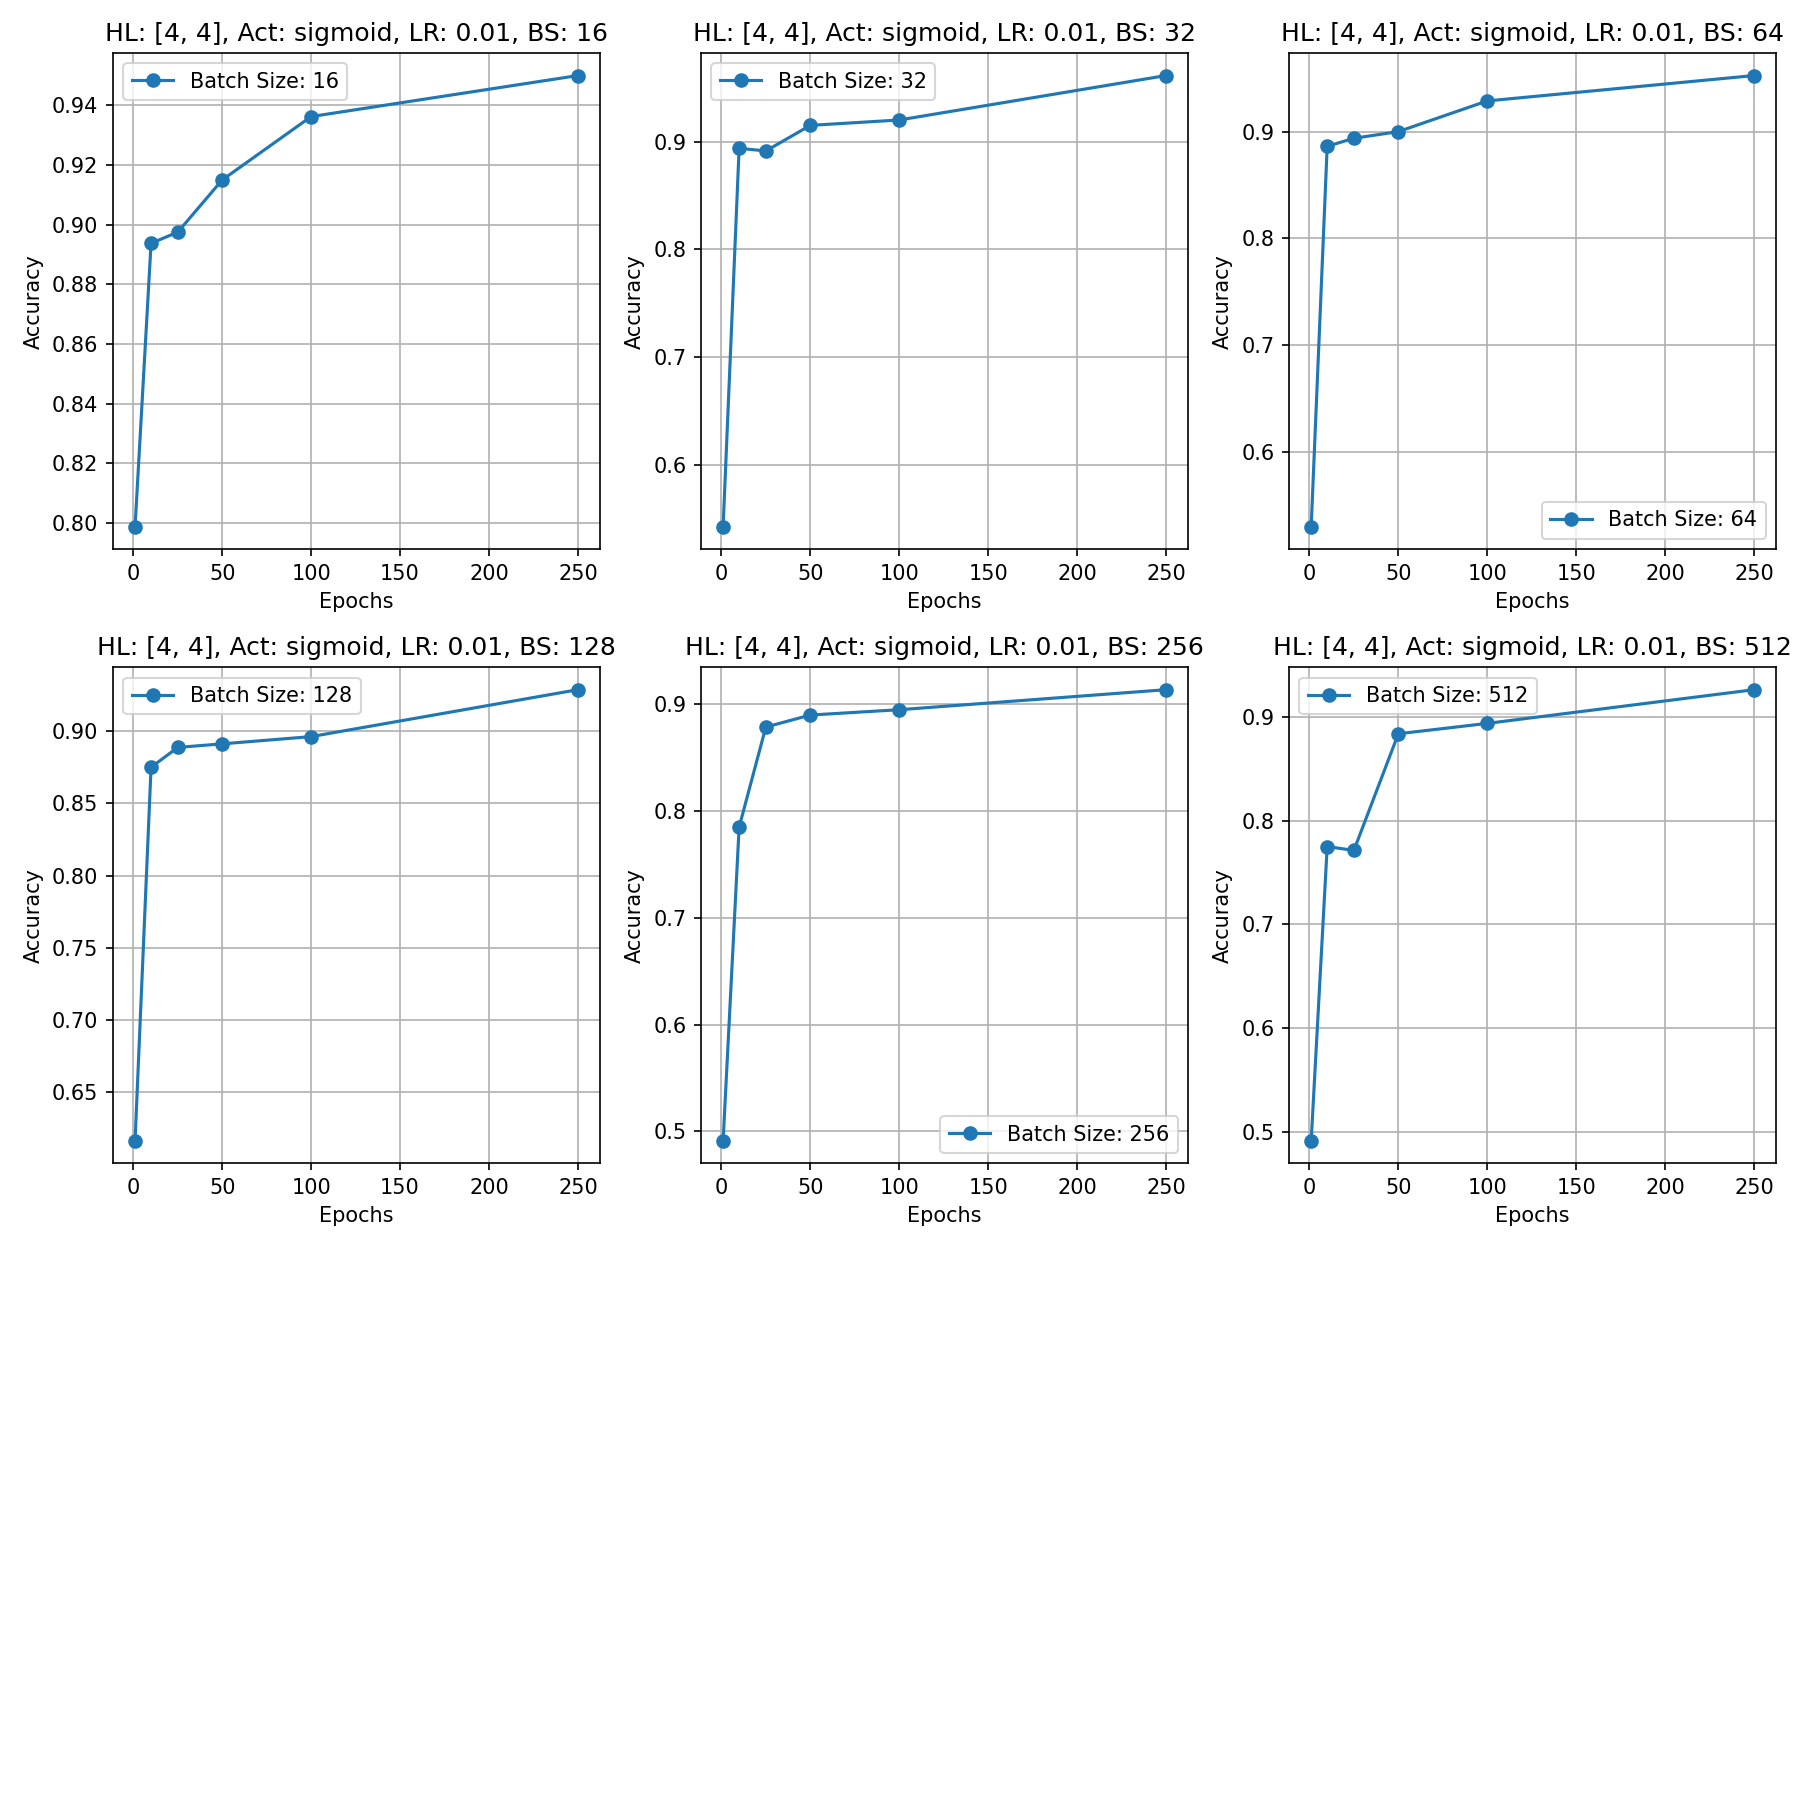 HL: [4, 4], Act: sigmoid, LR: 0.01, BS: 16
Batch Size: 16
0.94
0.92
0.90
0.88
0.86
0.84
0.82
0.80
Accuracy
0 50 100 150 200 250
Epochs
HL: [4, 4], Act: sigmoid, LR: 0.01, BS: 32
Batch Size: 32
0.9
0.8
0.7
0.6
Accuracy
0 50 100 150 200 250
Epochs
HL: [4, 4], Act: sigmoid, LR: 0.01, BS: 64
0.9
0.8
0.7
0.6
Accuracy
Batch Size: 64
0 50 100 150 200 250
Epochs
HL: [4, 4], Act: sigmoid, LR: 0.01, BS: 128
Batch Size: 128
0.90
0.85
0.80
0.75
0.70
0.65
Accuracy
0 50 100 150 200 250
Epochs
HL: [4, 4], Act: sigmoid, LR: 0.01, BS: 256
0.9
0.8
0.7
0.6
0.5
Accuracy
Batch Size: 256
0 50 100 150 200 250
Epochs
HL: [4, 4], Act: sigmoid, LR: 0.01, BS: 512
Batch Size: 512
0.9
0.8
0.7
0.6
0.5
Accuracy
0 50 100 150 200 250
Epochs